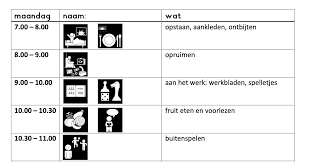 maandag naam: wat
7.00 – 8.00 opstaan, aankleden, ontbijten
8.00 – 9.00 opruimen
9.00 – 10.00 1 aan het werk: werkbladen, spelletjes
10.00 – 10.30 fruit eten en voorlezen
10.30 – 11.00 buitenspelen